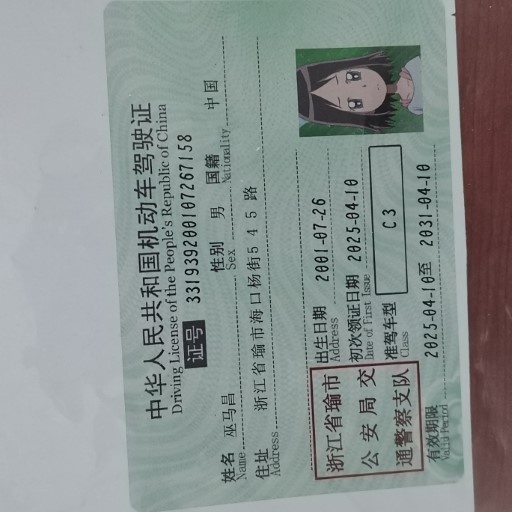 中华人民共和国机动车驾驶证
Driving License of the People's Republic of China
证号 331939200107267158
姓名 巫马昌 性别 男 国籍 中国
Name Sex Nationality
住址 浙江省瑜市海口杨街545路
Address
出生日期 2001-07-26
Address
初次领证日期 2025-04-10
Date of First Issue
准驾车型 C3
Class
浙江省瑜市
公安局交
通警察支队
有效期限 2025-04-10至 2031-04-10
Valid Period